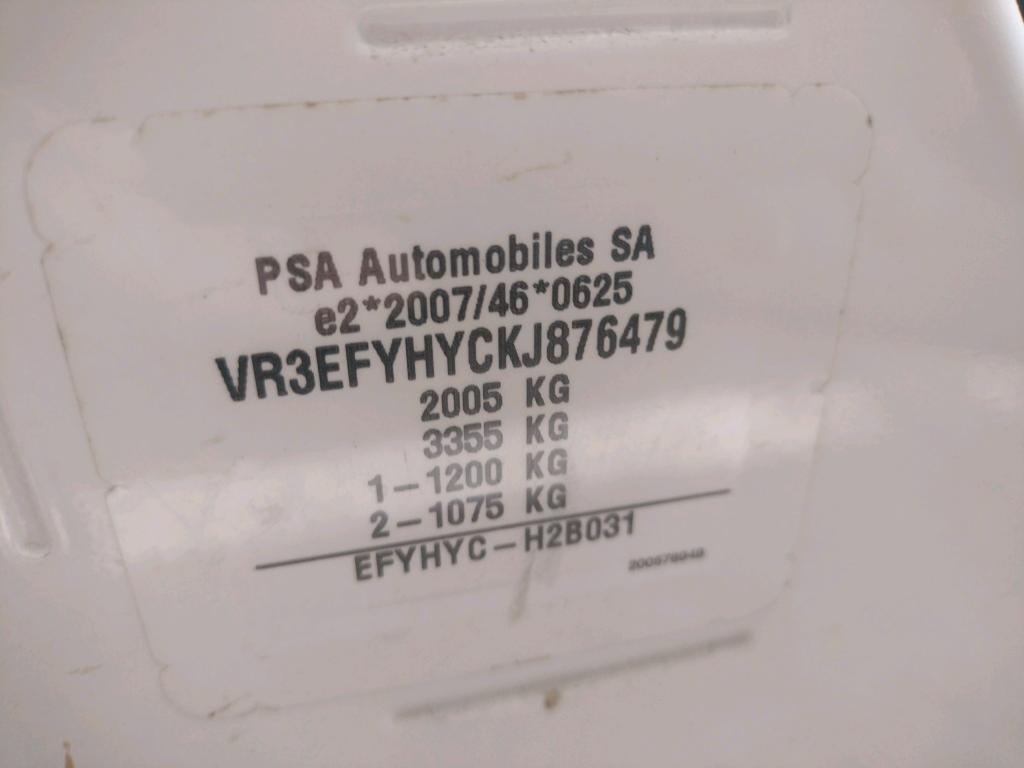 PSA Automobiles SA
e2*2007/46*0625
VR3EFYHYCKJ876479
2005 KG
3355 KG
1-1200 KG
2-1075 KG
EFYHYC-H2B031